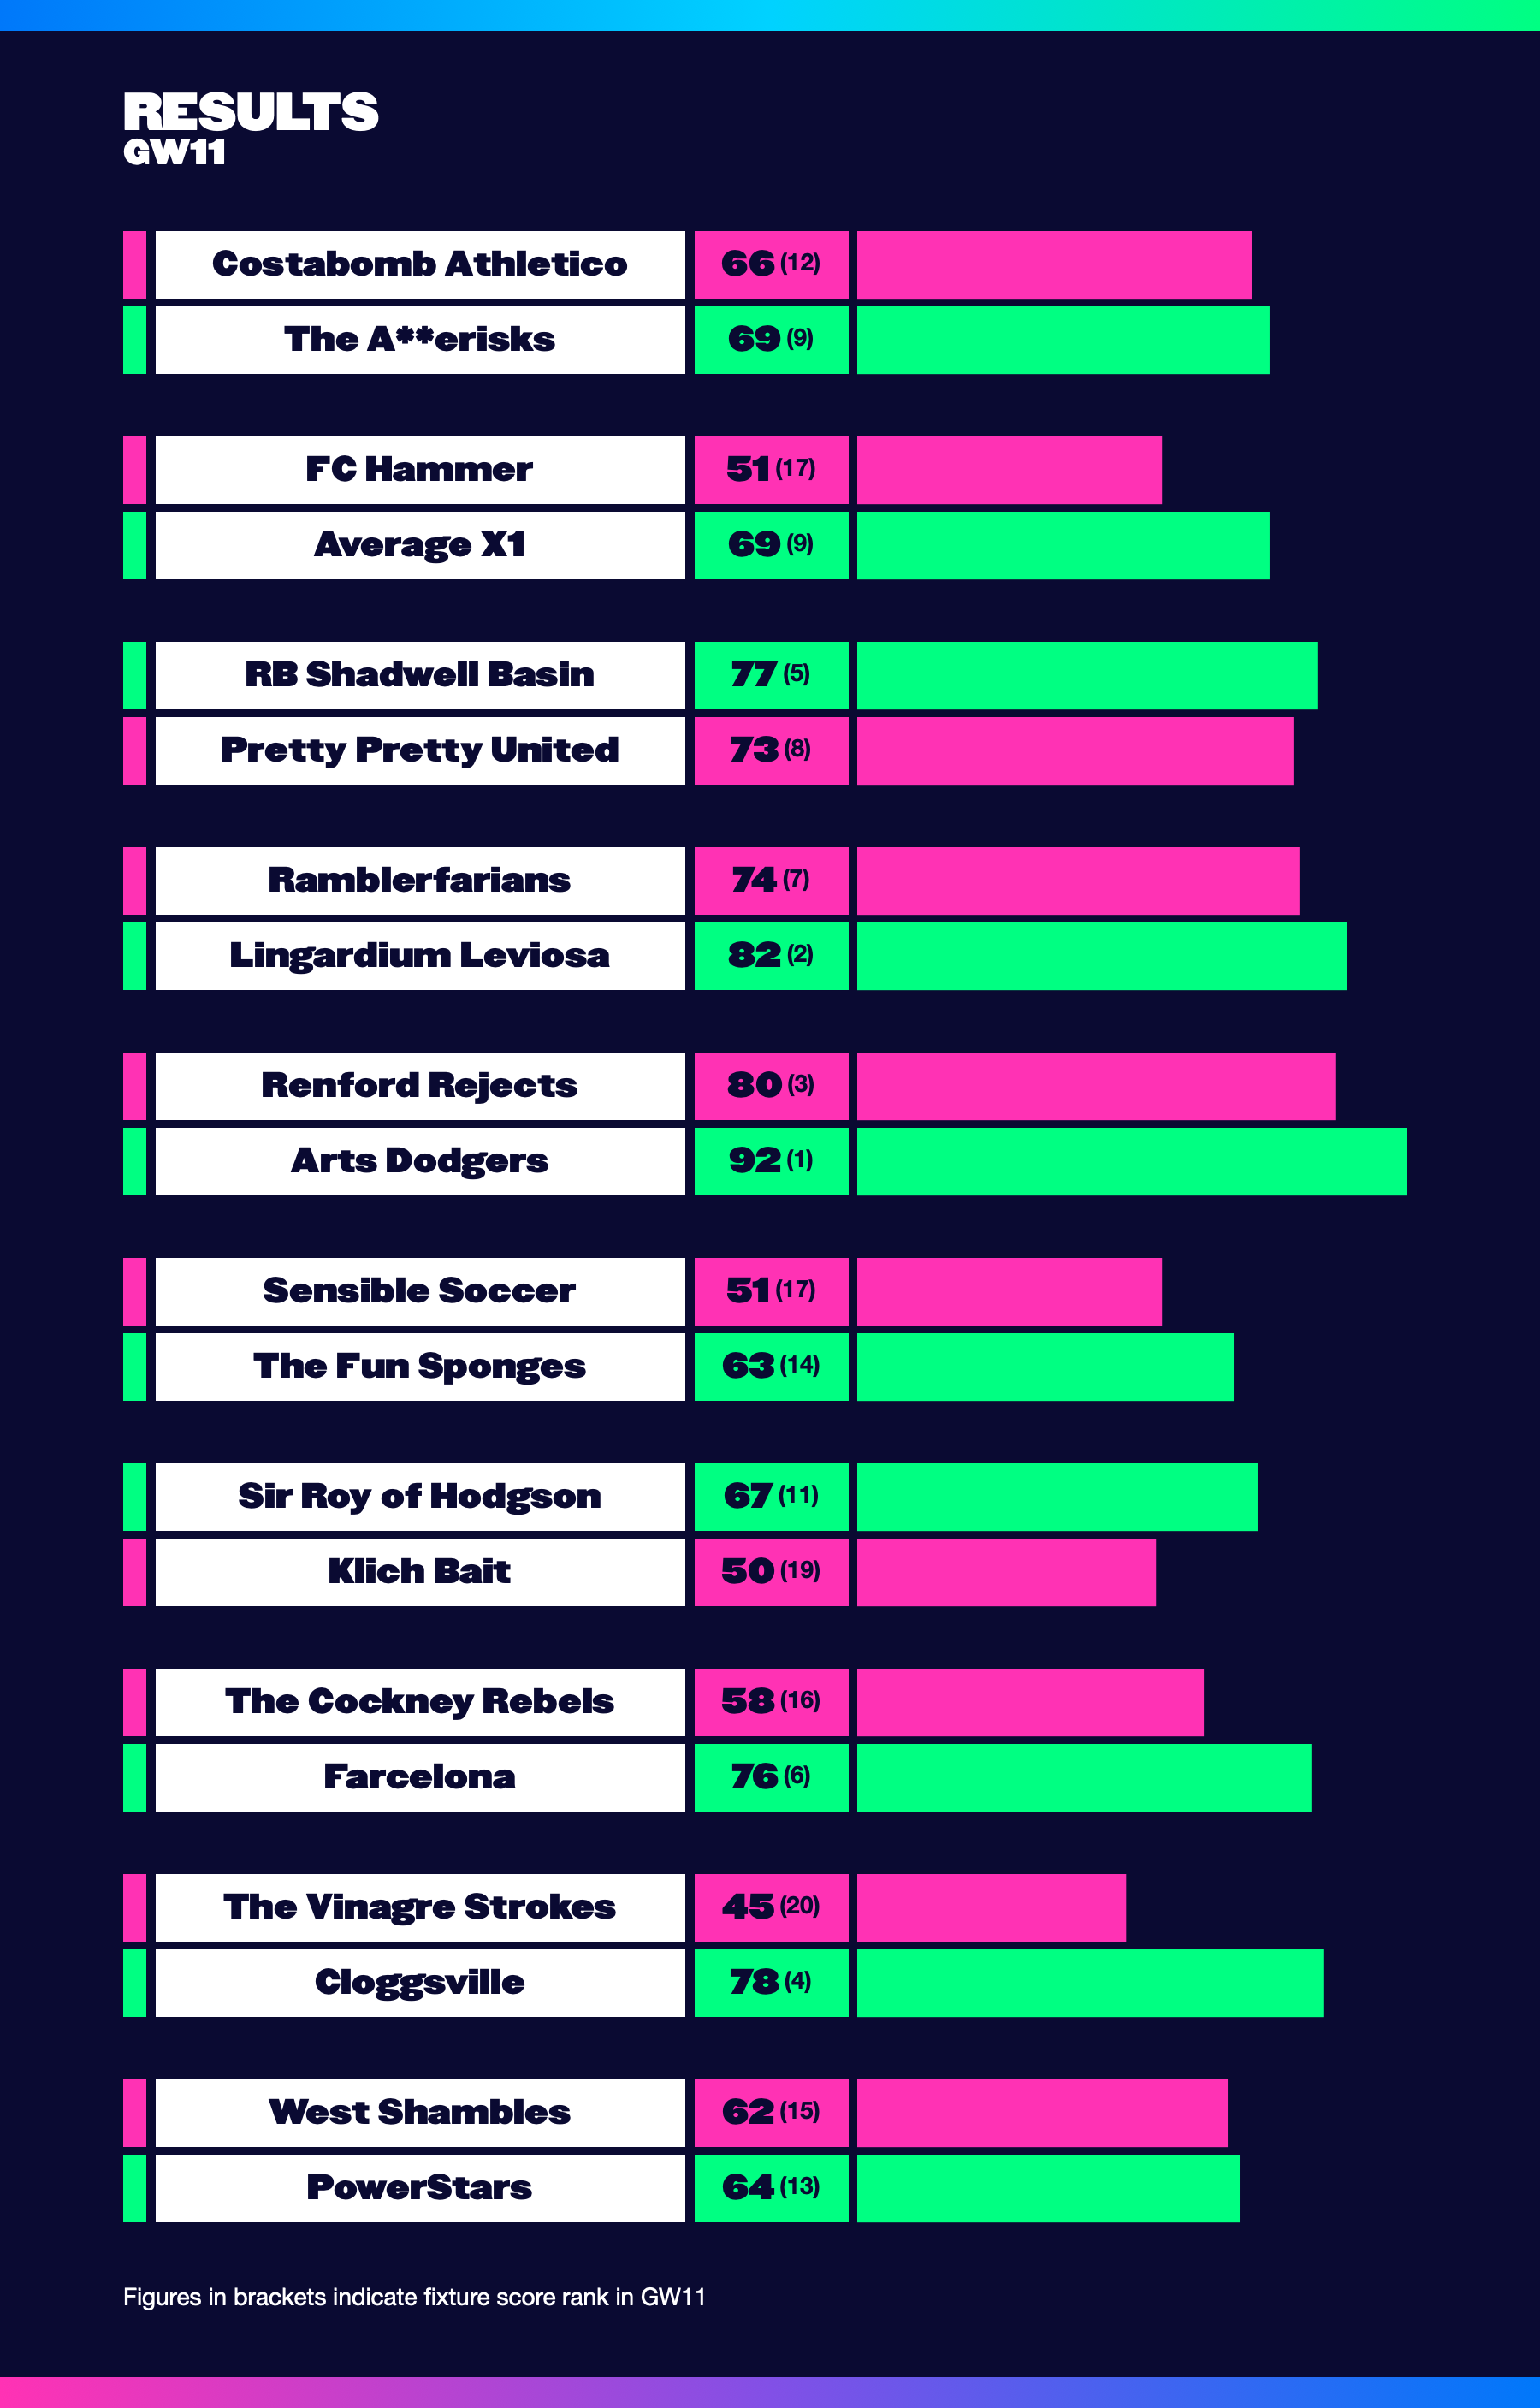 RESULTS
GW11
Costabomb Athletico 66 (12)
The A**erisks 69 (9)
FC Hammer 51 (17)
Average X1 69 (9)
RB Shadwell Basin 77 (5)
Pretty Pretty United 73 (8)
Ramblerfarians 74 (7)
Lingardium Leviosa 82 (2)
Renford Rejects 80 (3)
Arts Dodgers 92 (1)
Sensible Soccer 51 (17)
The Fun Sponges 63 (14)
Sir Roy of Hodgson 67 (11)
Klich Bait 50 (19)
The Cockney Rebels 58 (16)
Farcelona 76 (6)
The Vinagre Strokes 45 (20)
Cloggsville 78 (4)
West Shambles 62 (15)
PowerStars 64 (13)
Figures in brackets indicate fixture score rank in GW11